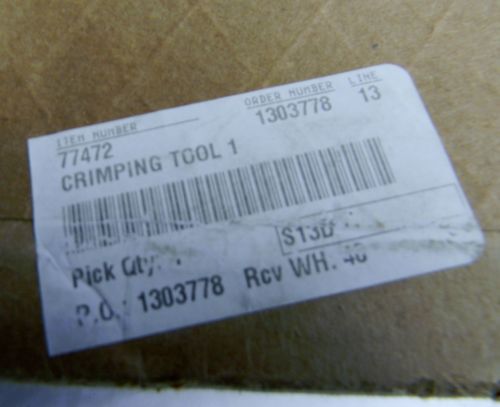 ITEM NUMBER ORDER NUMBER LINE
77472 1303778 13
CRIMPING TOOL 1
S13D
Pick Qty:
P.O.: 1303778 Rcv WH. 40